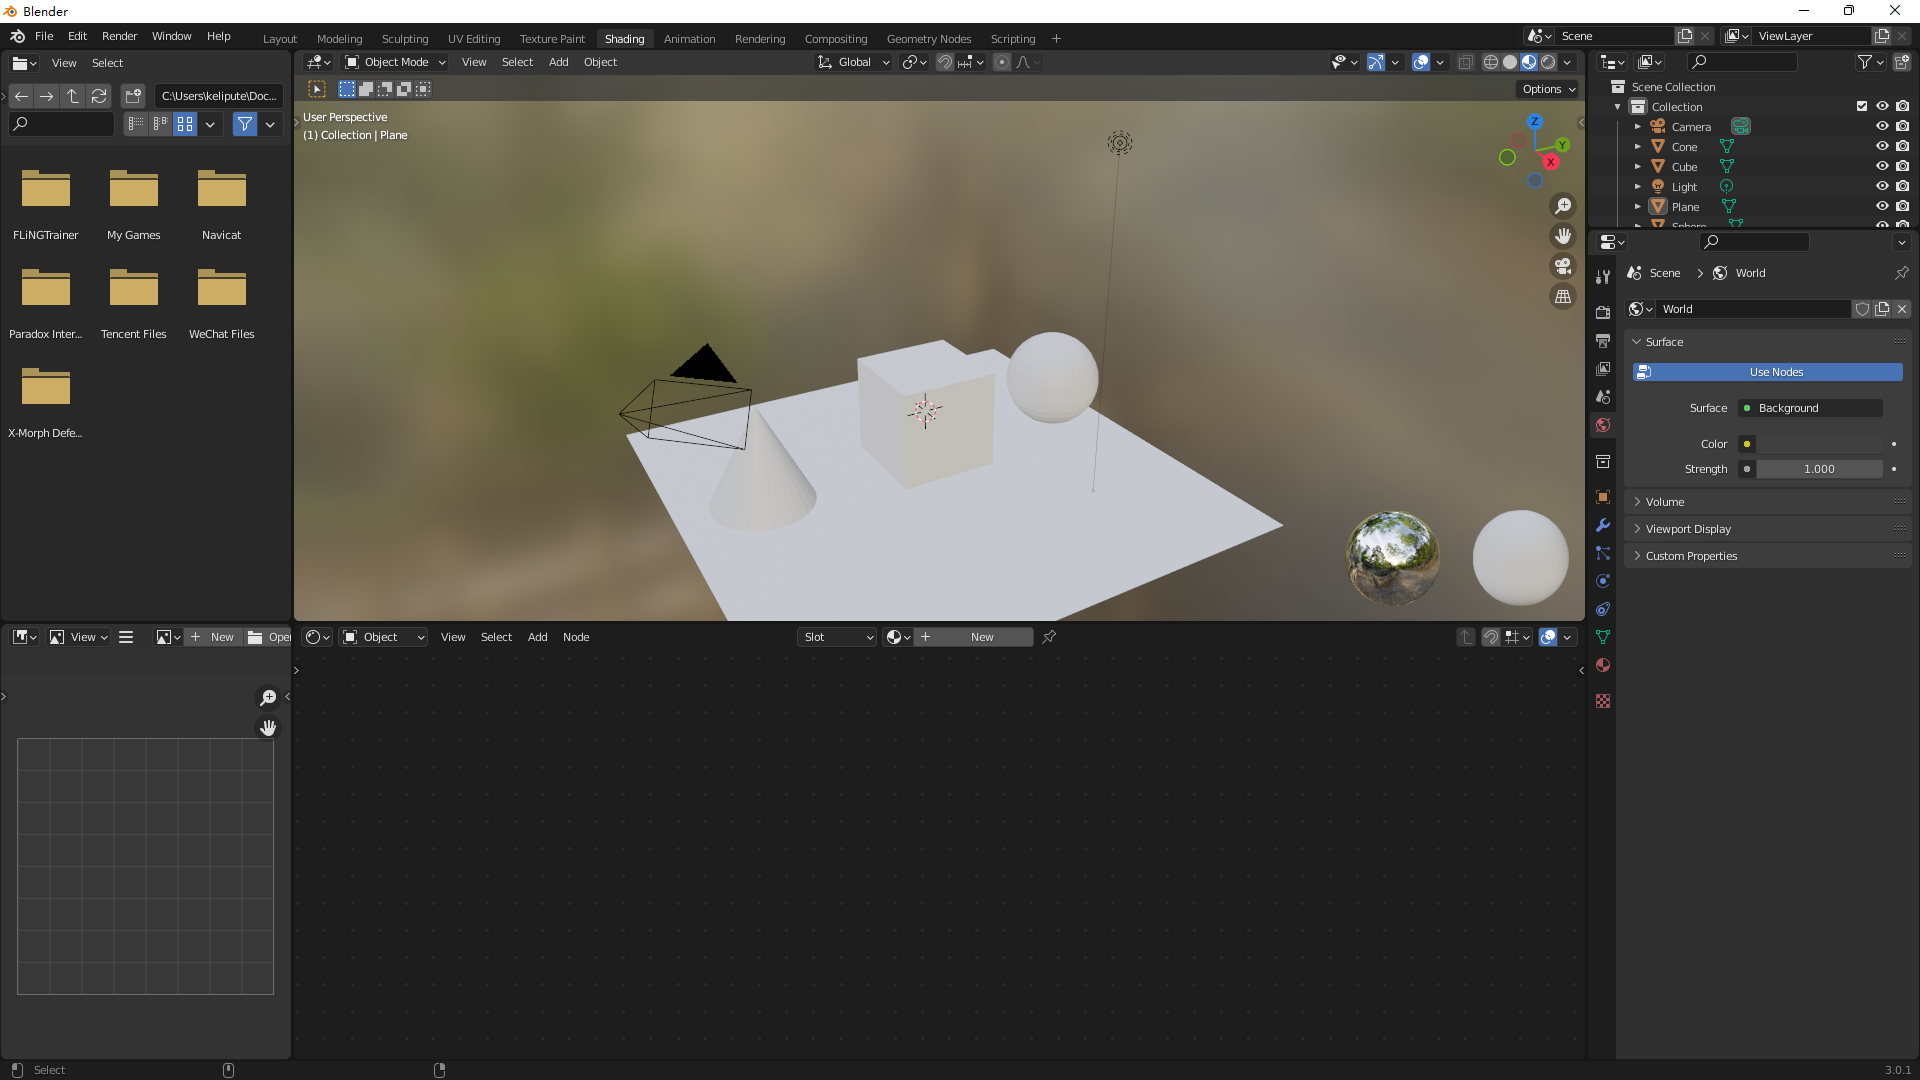 Blender
File Edit Render Window Help
Layout Modeling Sculpting UV Editing Texture Paint Shading Animation Rendering Compositing Geometry Nodes Scripting +
Scene
ViewLayer
View Select
C:\Users\kelipute\Doc...
FLiNGTrainer My Games Navicat
Paradox Inter... Tencent Files WeChat Files
X-Morph Defe...
Object Mode View Select Add Object
Global
Options
User Perspective
(1) Collection | Plane
Z
Y
X
Scene Collection
Collection
Camera
Cone
Cube
Light
Plane
Sphere
Scene > World
World
Surface
Use Nodes
Surface Background
Color
Strength 1.000
Volume
Viewport Display
Custom Properties
View
New Open
Object View Select Add Node
Slot
New
Select
3.0.1